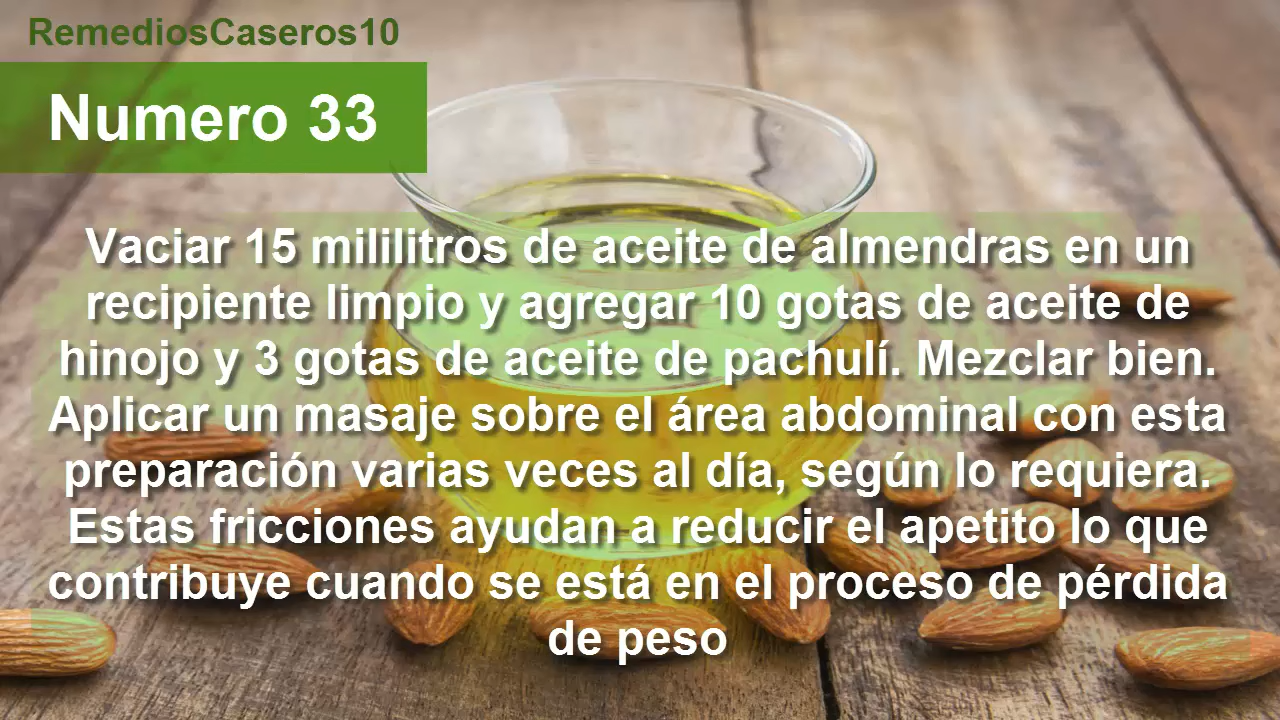 RemediosCaseros10
Numero 33
Vaciar 15 mililitros de aceite de almendras en un
recipiente limpio y agregar 10 gotas de aceite de
hinojo y 3 gotas de aceite de pachulí. Mezclar bien.
Aplicar un masaje sobre el área abdominal con esta
preparación varias veces al día, según lo requiera.
Estas fricciones ayudan a reducir el apetito lo que
contribuye cuando se está en el proceso de pérdida
de peso